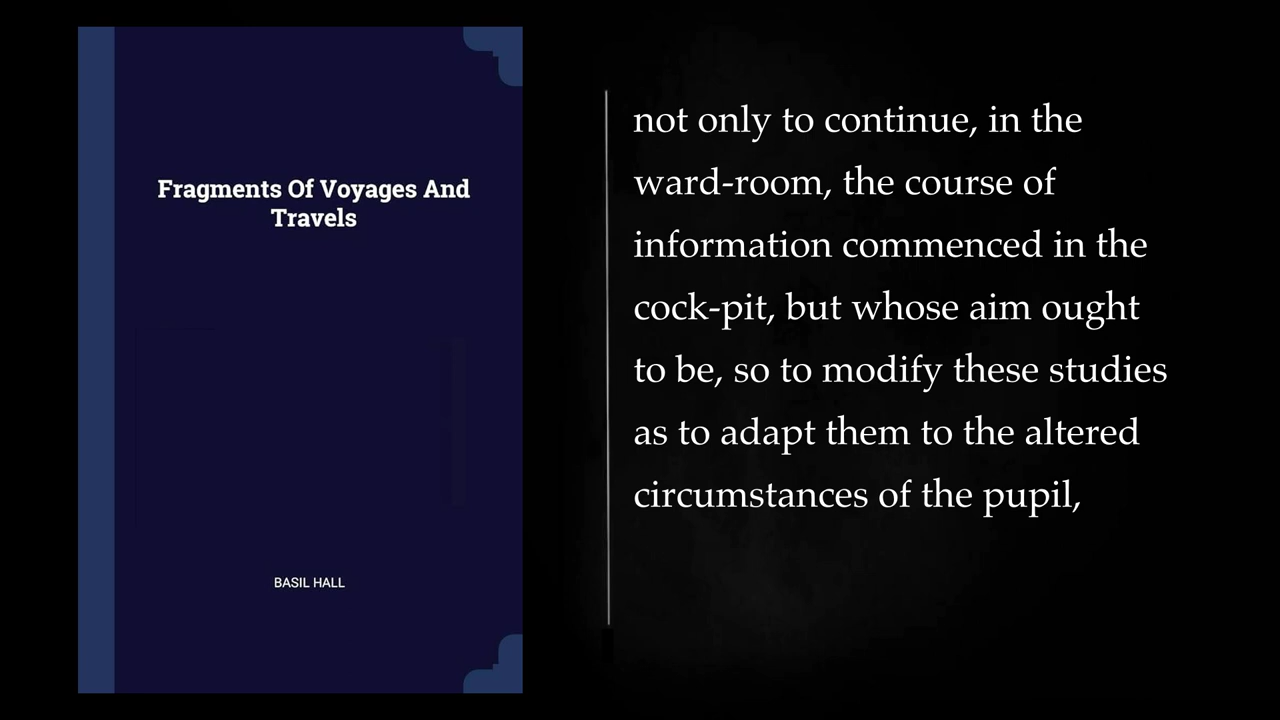 Fragments Of Voyages And
Travels
BASIL HALL
not only to continue, in the
ward-room, the course of
information commenced in the
cock-pit, but whose aim ought
to be, so to modify these studies
as to adapt them to the altered
circumstances of the pupil,